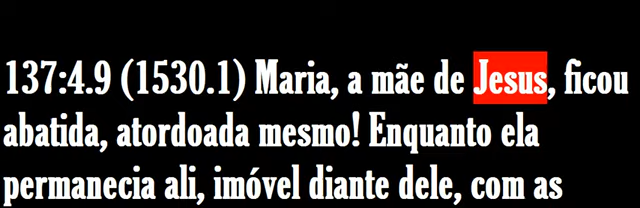 137:4.9 (1530.1) Maria, a mãe de Jesus, ficou
abatida, atordoada mesmo! Enquanto ela
permanecia ali, imóvel diante dele, com as